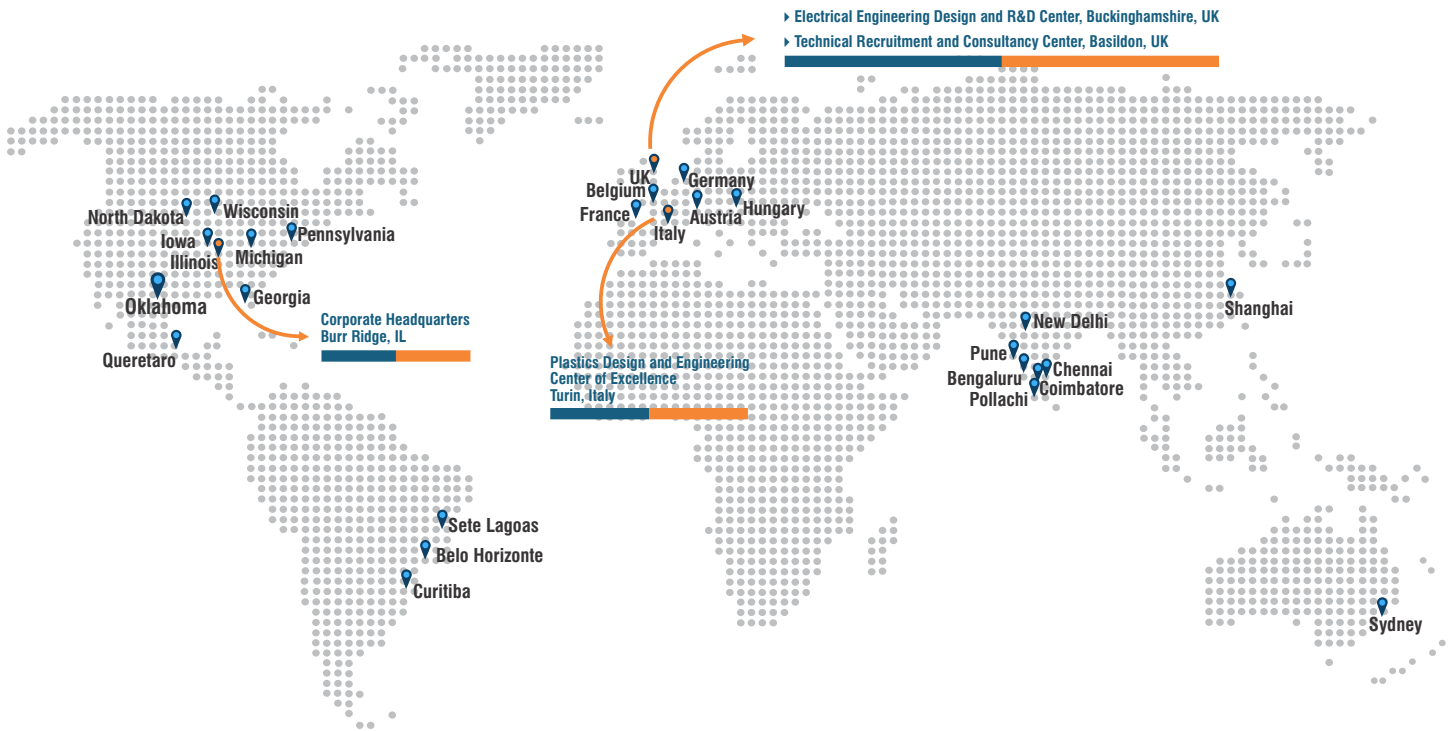 Electrical Engineering Design and R&D Center, Buckinghamshire, UK
Technical Recruitment and Consultancy Center, Basildon, UK
UK
Germany
Belgium
France
Austria
Hungary
Italy
North Dakota
Wisconsin
Iowa
Pennsylvania
Illinois
Michigan
Oklahoma
Georgia
Corporate Headquarters
Burr Ridge, IL
Queretaro
Plastics Design and Engineering
Center of Excellence
Turin, Italy
Shanghai
New Delhi
Pune
Chennai
Bengaluru
Coimbatore
Pollachi
Sete Lagoas
Belo Horizonte
Curitiba
Sydney